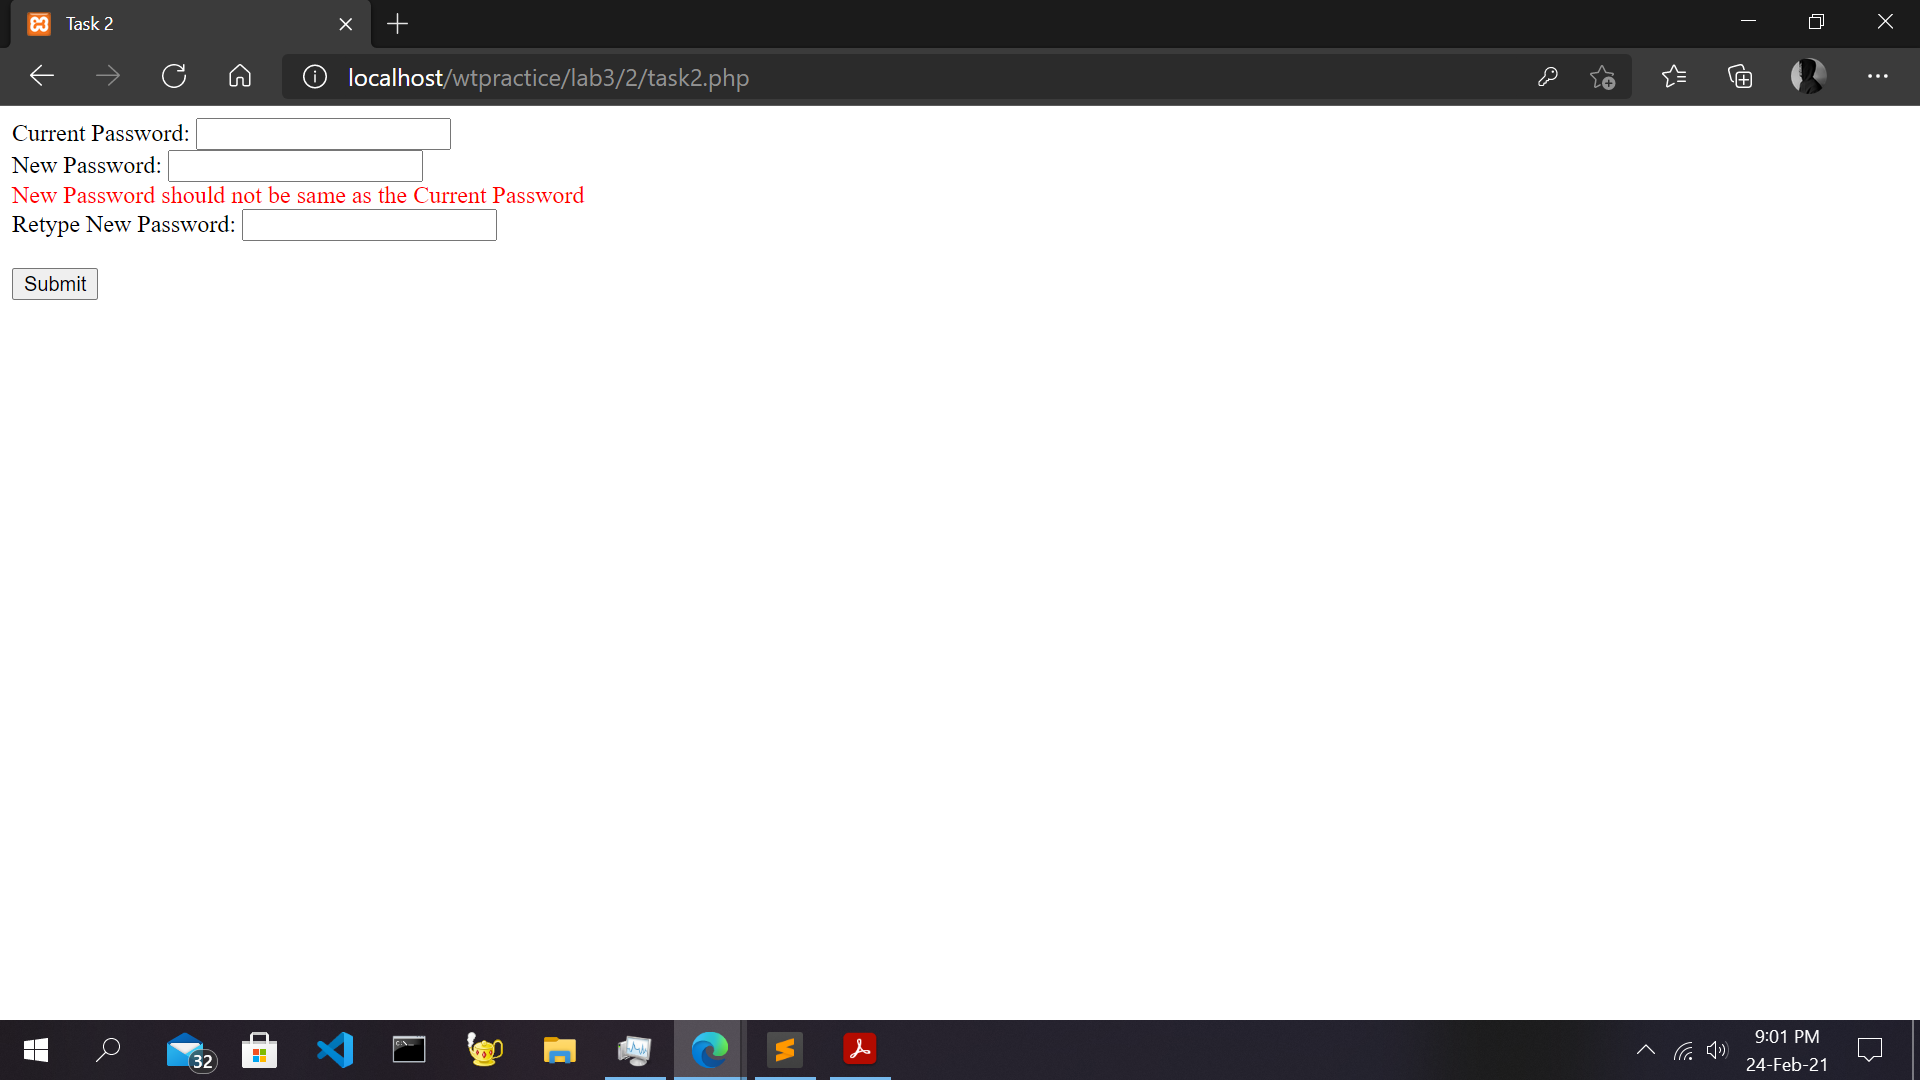 Task 2
localhost/wtpractice/lab3/2/task2.php
Current Password:
New Password:
New Password should not be same as the Current Password
Retype New Password:
Submit
32
9:01 PM
24-Feb-21